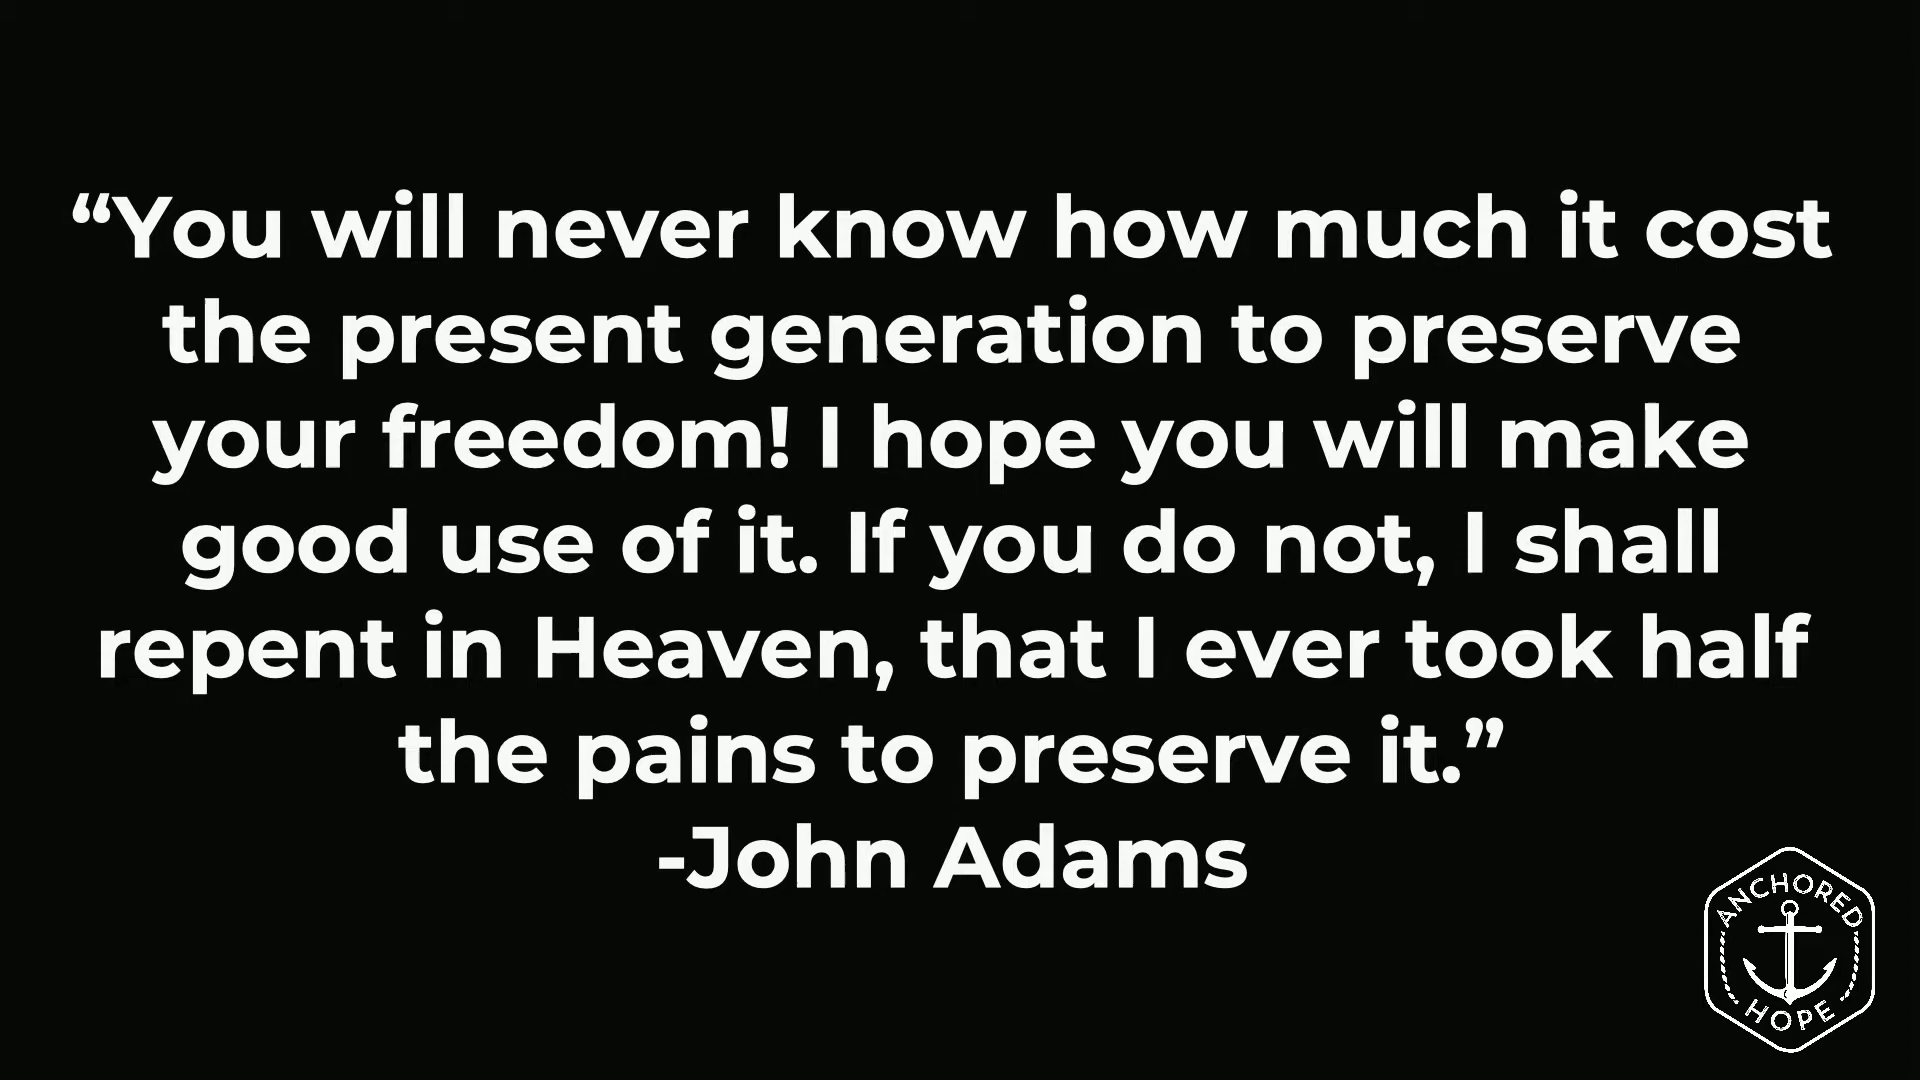 “You will never know how much it cost
the present generation to preserve
your freedom! I hope you will make
good use of it. If you do not, I shall
repent in Heaven, that I ever took half
the pains to preserve it.”
-John Adams
ANCHORED
HOPE